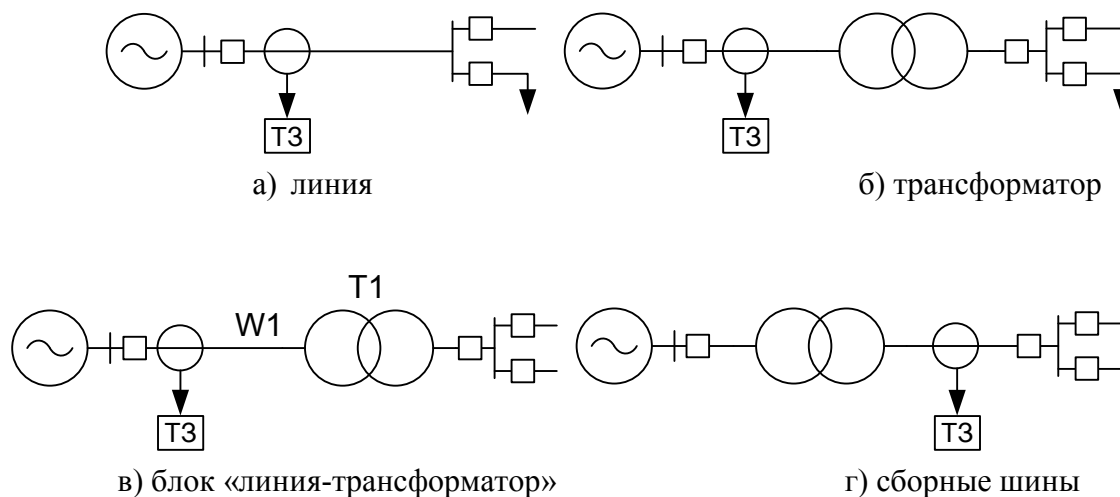 ТЗ
ТЗ
а) линия
б) трансформатор
W1
T1
ТЗ
ТЗ
в) блок «линия-трансформатор»
г) сборные шины